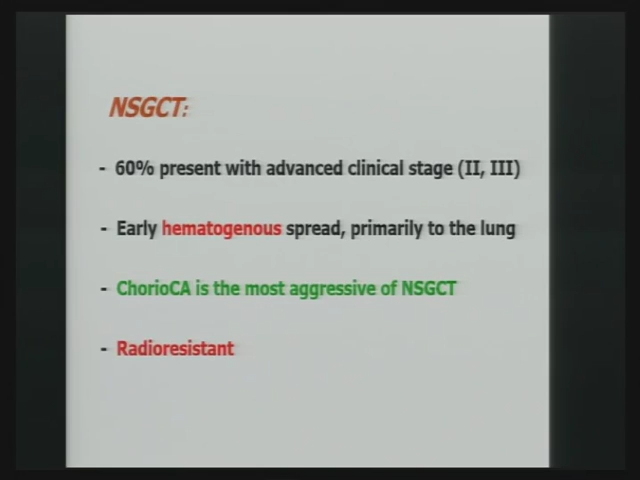 NSGCT:
- 60% present with advanced clinical stage (II, III)
- Early hematogenous spread, primarily to the lung
- ChorioCA is the most aggressive of NSGCT
- Radioresistant